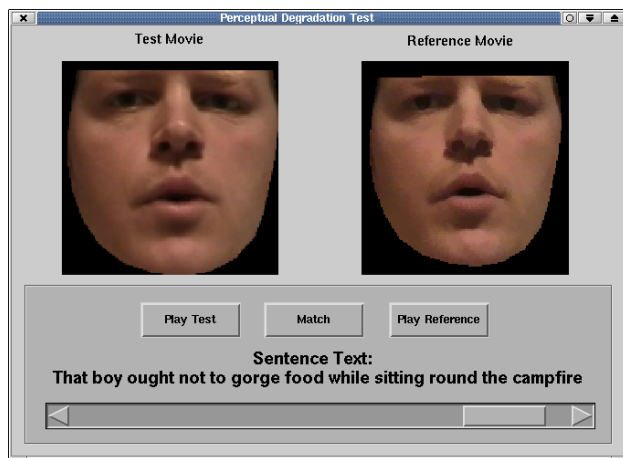 Perceptual Degradation Test
Test Movie
Reference Movie
Play Test
Match
Play Reference
Sentence Text:
That boy ought not to gorge food while sitting round the campfire